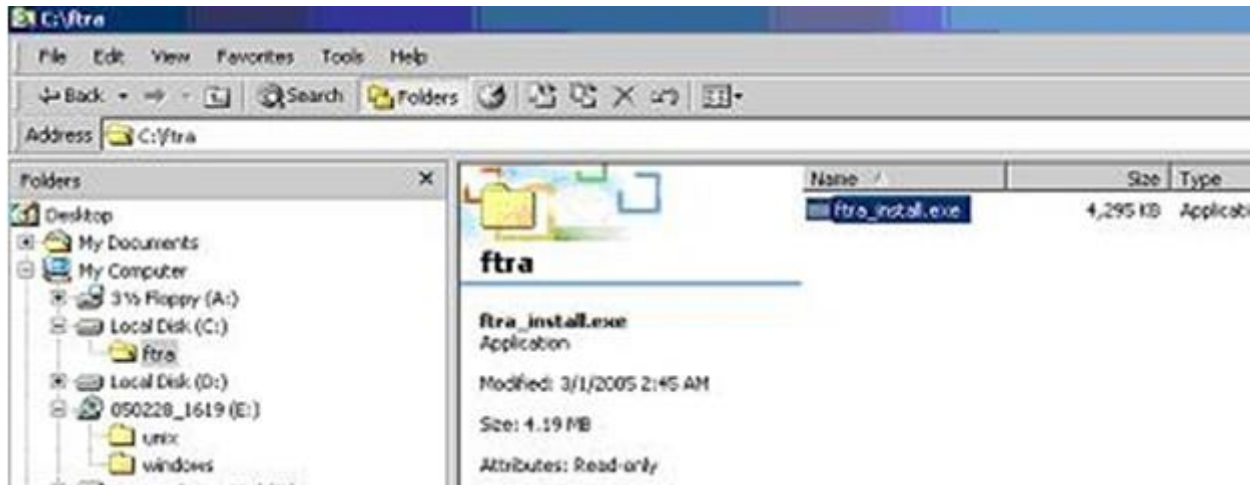 C:\ftra
File Edit View Favorites Tools Help
Back Search Folders
Address C:\ftra
Folders
Desktop
My Documents
My Computer
3½ Floppy (A:)
Local Disk (C:)
ftra
Local Disk (D:)
050228_1619 (E:)
unix
windows
ftra
ftra_install.exe
Application
Modified: 3/1/2005 2:45 AM
Size: 4.19 MB
Attributes: Read-only
Name Size Type
ftra_install.exe 4,295 KB Applicati